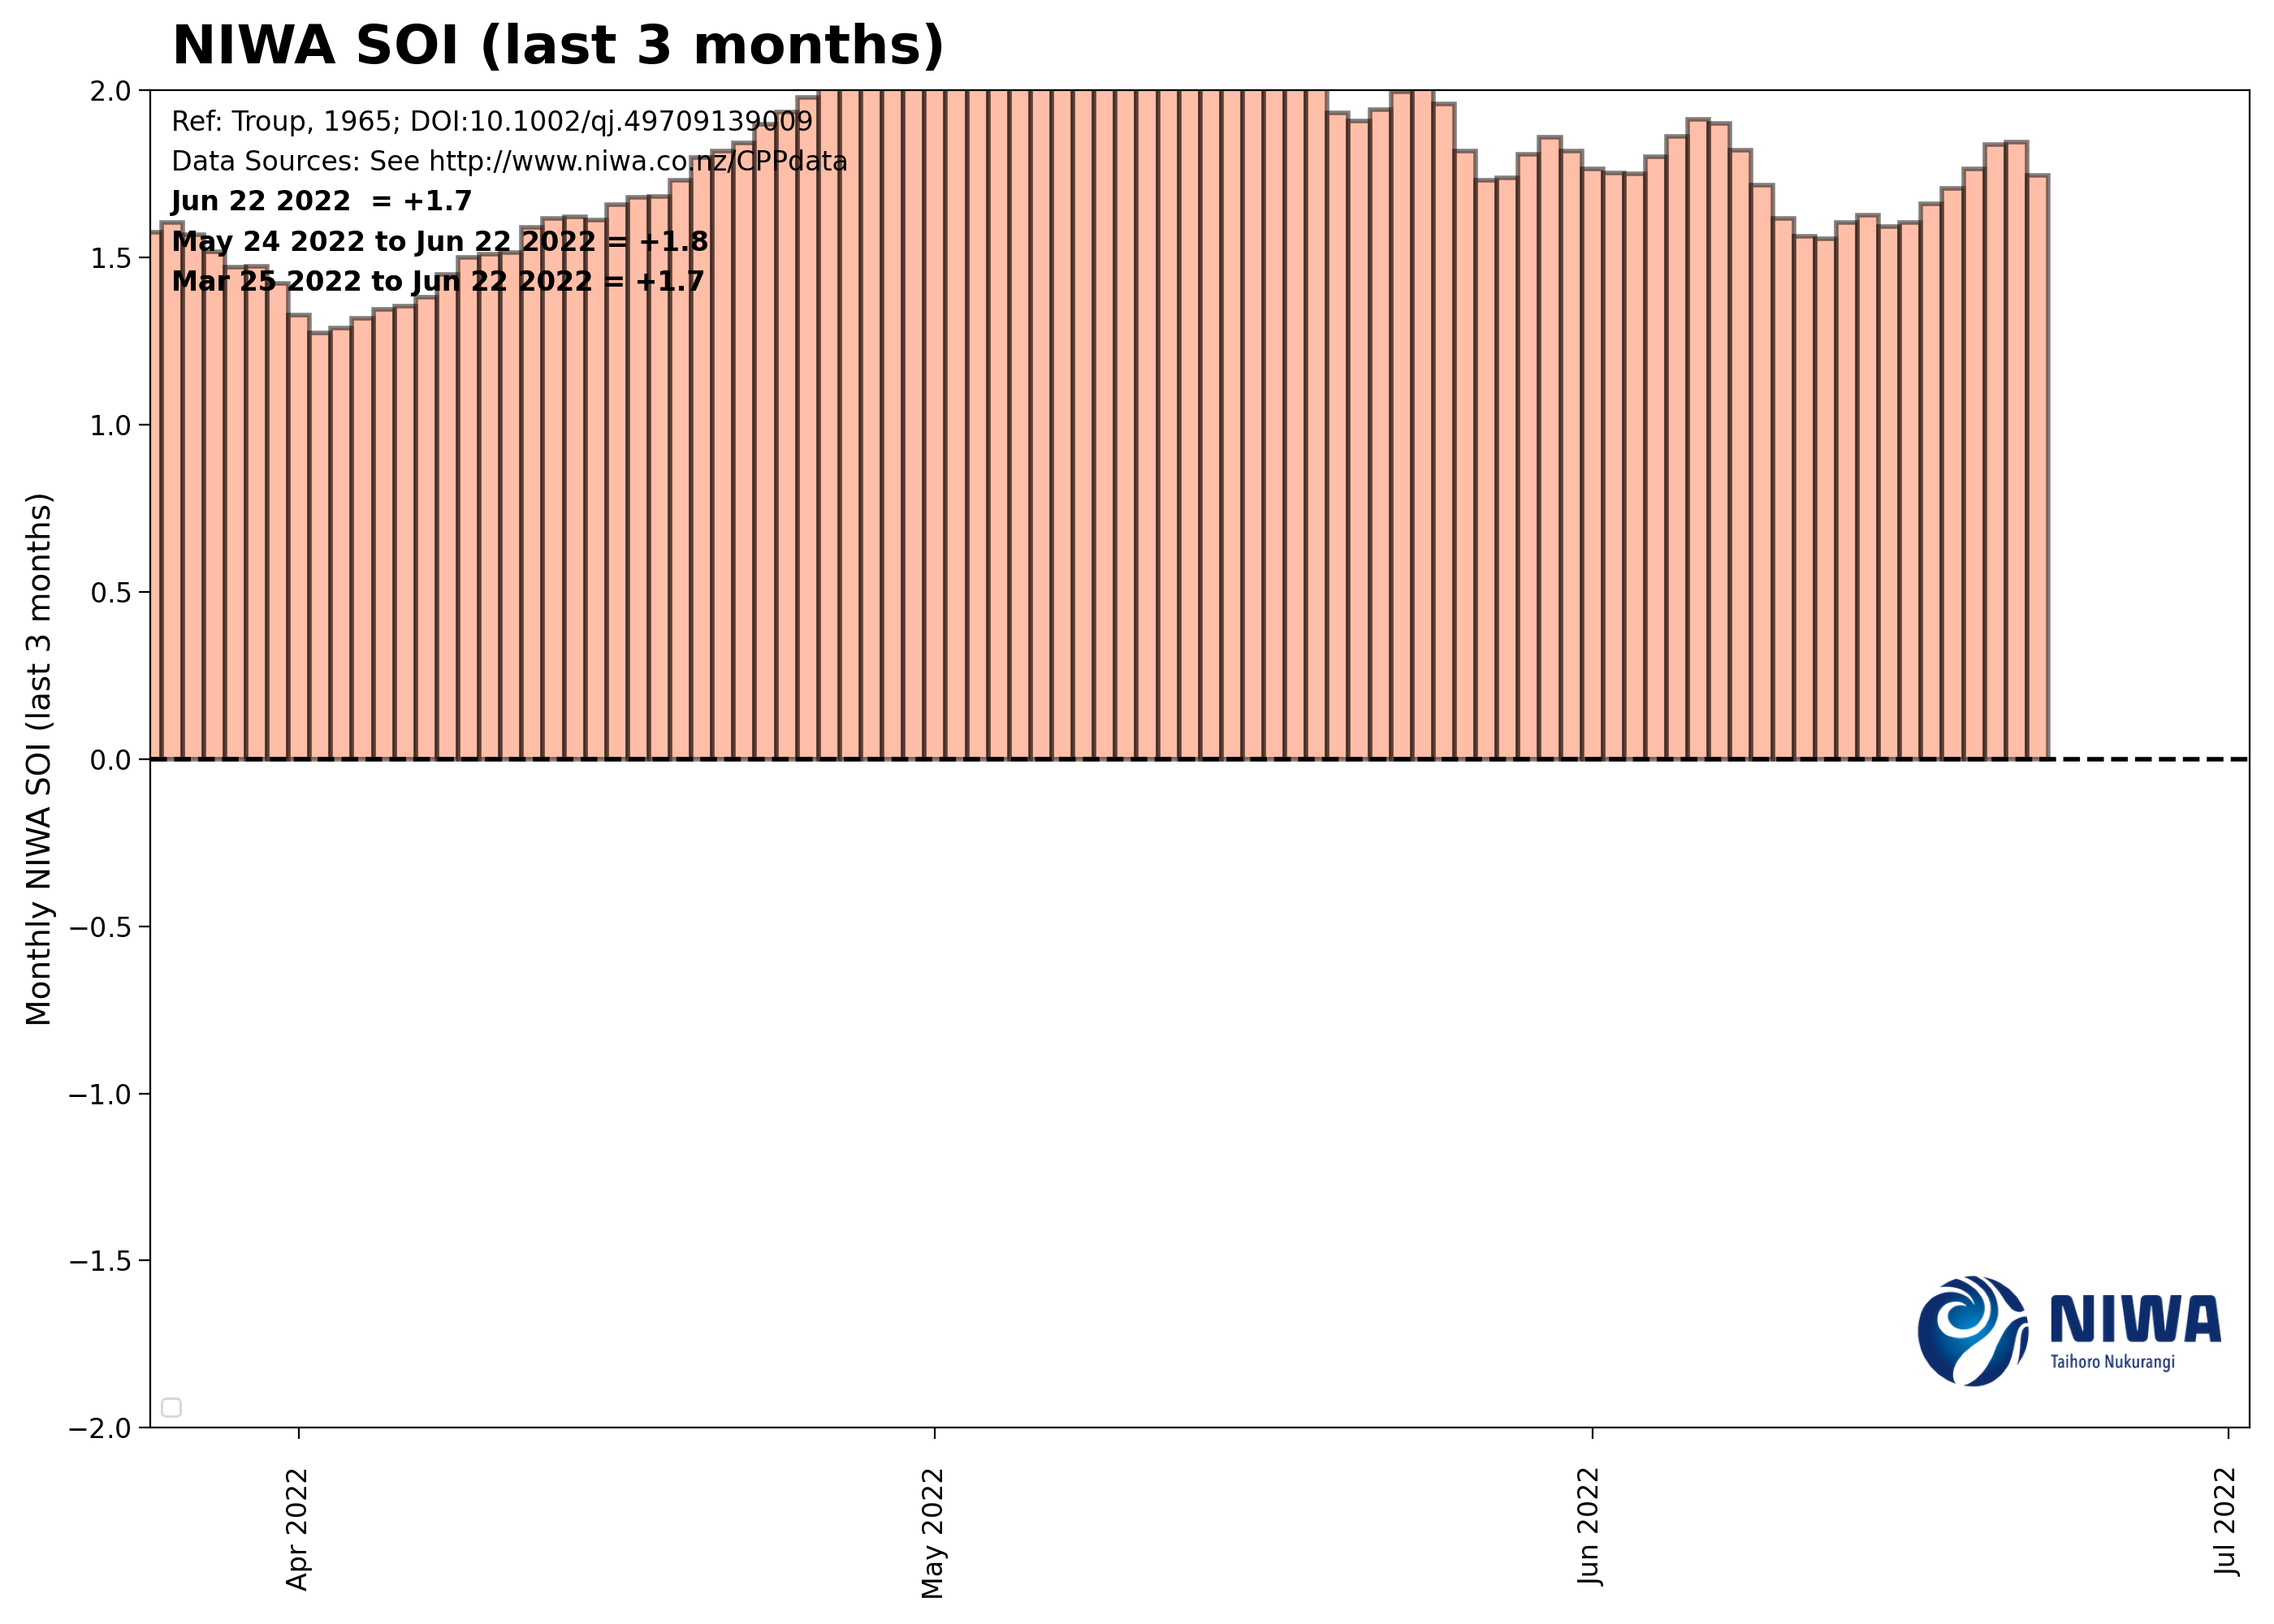 NIWA SOI (last 3 months)
Ref: Troup, 1965; DOI:10.1002/qj.49709139009
Data Sources: See http://www.niwa.co.nz/CPPdata
Jun 22 2022 = +1.7
May 24 2022 to Jun 22 2022 = +1.8
Mar 25 2022 to Jun 22 2022 = +1.7
Monthly NIWA SOI (last 3 months)
2.0
1.5
1.0
0.5
0.0
−0.5
−1.0
−1.5
−2.0
NIWA
Taihoro Nukurangi
Apr 2022
May 2022
Jun 2022
Jul 2022